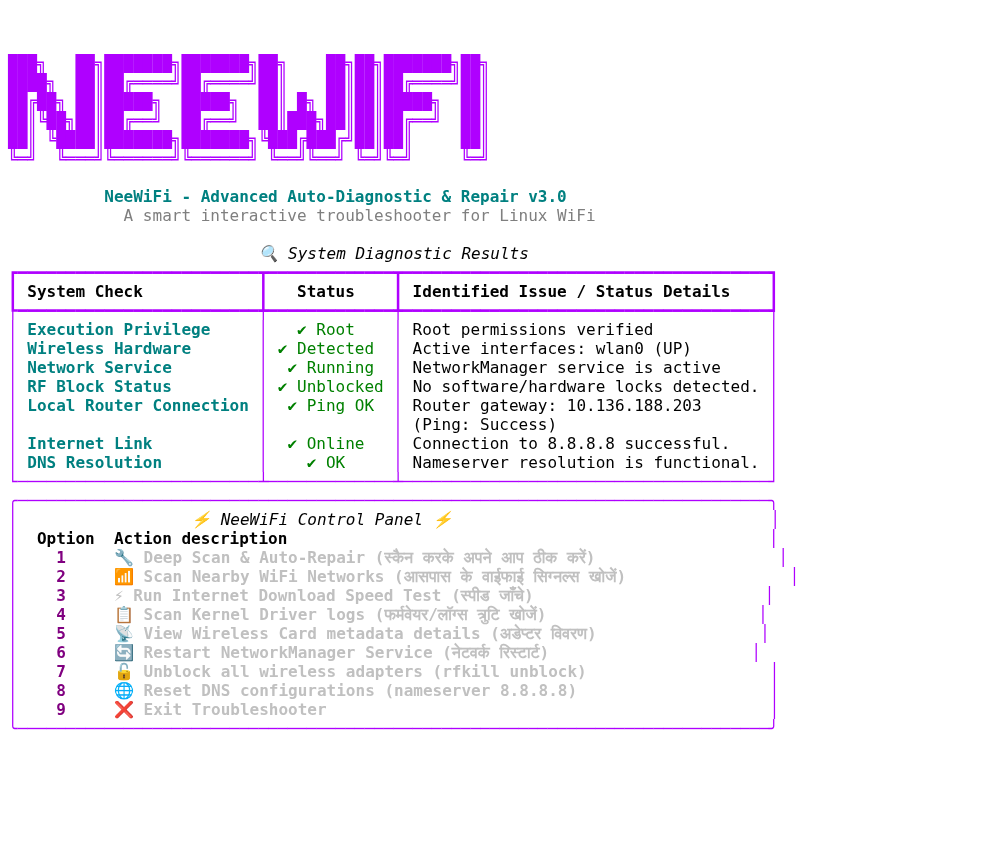 NEEWIFI
NeeWiFi - Advanced Auto-Diagnostic & Repair v3.0
A smart interactive troubleshooter for Linux WiFi
🔍 System Diagnostic Results
System Check Status Identified Issue / Status Details
Execution Privilege ✔ Root Root permissions verified
Wireless Hardware ✔ Detected Active interfaces: wlan0 (UP)
Network Service ✔ Running NetworkManager service is active
RF Block Status ✔ Unblocked No software/hardware locks detected.
Local Router Connection ✔ Ping OK Router gateway: 10.136.188.203
(Ping: Success)
Internet Link ✔ Online Connection to 8.8.8.8 successful.
DNS Resolution ✔ OK Nameserver resolution is functional.
⚡ NeeWiFi Control Panel ⚡
Option Action description
1 🔧 Deep Scan & Auto-Repair (स्कैन करके अपने आप ठीक करें)
2 📶 Scan Nearby WiFi Networks (आसपास के वाईफाई सिग्नल्स खोजें)
3 ⚡ Run Internet Download Speed Test (स्पीड जाँचे)
4 📋 Scan Kernel Driver logs (फर्मवेयर/लॉग्स त्रुटि खोजें)
5 📡 View Wireless Card metadata details (अडेप्टर विवरण)
6 🔄 Restart NetworkManager Service (नेटवर्क रिस्टार्ट)
7 🔓 Unblock all wireless adapters (rfkill unblock)
8 🌐 Reset DNS configurations (nameserver 8.8.8.8)
9 ❌ Exit Troubleshooter